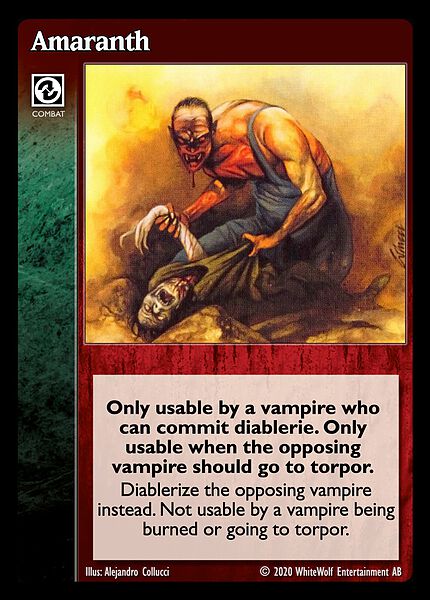 Amaranth
COMBAT
Only usable by a vampire who
can commit diablerie. Only
usable when the opposing
vampire should go to torpor.
Diablerize the opposing vampire
instead. Not usable by a vampire being
burned or going to torpor.
Illus: Alejandro Collucci
© 2020 WhiteWolf Entertainment AB